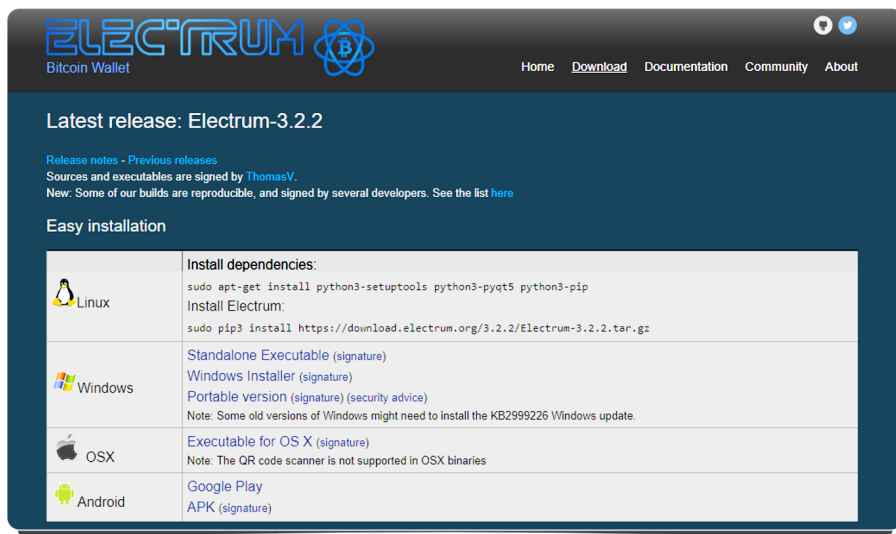 ELECTRUM
Bitcoin Wallet
Home Download Documentation Community About
Latest release: Electrum-3.2.2
Release notes - Previous releases
Sources and executables are signed by ThomasV.
New: Some of our builds are reproducible, and signed by several developers. See the list here
Easy installation
Linux
Install dependencies:
sudo apt-get install python3-setuptools python3-pyqt5 python3-pip
Install Electrum:
sudo pip3 install https://download.electrum.org/3.2.2/Electrum-3.2.2.tar.gz
Windows
Standalone Executable (signature)
Windows Installer (signature)
Portable version (signature) (security advice)
Note: Some old versions of Windows might need to install the KB2999226 Windows update.
OSX
Executable for OS X (signature)
Note: The QR code scanner is not supported in OSX binaries
Android
Google Play
APK (signature)